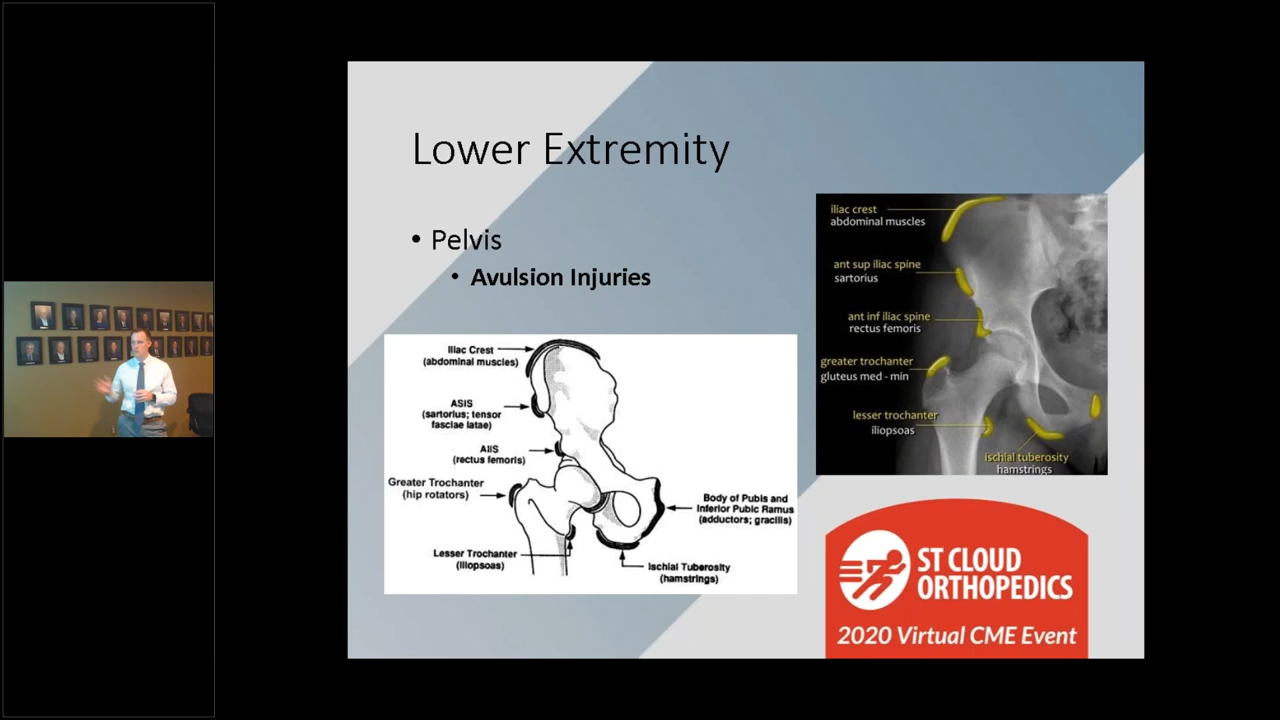 Lower Extremity
• Pelvis
• Avulsion Injuries
Iliac Crest
(abdominal muscles)
ASIS
(sartorius; tensor
fasciae latae)
AIIS
(rectus femoris)
Greater Trochanter
(hip rotators)
Lesser Trochanter
(iliopsoas)
Body of Pubis and
Inferior Pubic Ramus
(adductors; gracilis)
Ischial Tuberosity
(hamstrings)
iliac crest
abdominal muscles
ant sup iliac spine
sartorius
ant inf iliac spine
rectus femoris
greater trochanter
gluteus med - min
lesser trochanter
iliopsoas
ischial tuberosity
hamstrings
ST CLOUD
ORTHOPEDICS
2020 Virtual CME Event